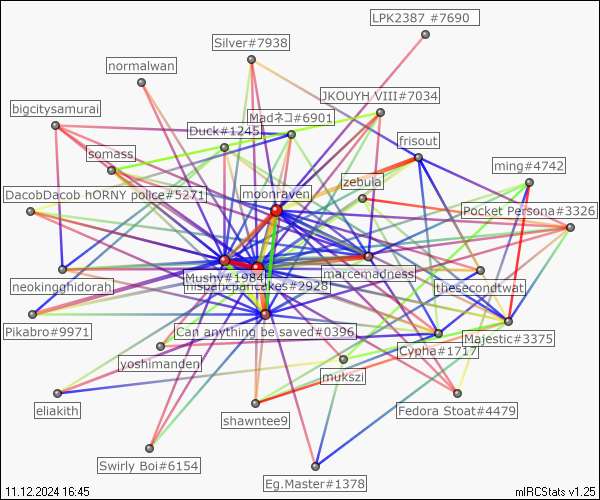 LPK2387 #7690
Silver#7938
normalwan
JKOUYH VIII#7034
bigcitysamurai
Madネコ#6901
Duck#1245
frisout
somass
ming#4742
zebula
DacobDacob hORNY police#5271
moonraven
Pocket Persona#3326
neokingghidorah
Mushy#1984
marcemadness
hispanicpancakes#2928
thesecondtwat
Pikabro#9971
Can anything be saved#0396
Majestic#3375
Cypha#1717
yoshimanden
mukszi
eliakith
shawntee9
Fedora Stoat#4479
Swirly Boi#6154
Eg.Master#1378
11.12.2024 16:45
mIRCStats v1.25